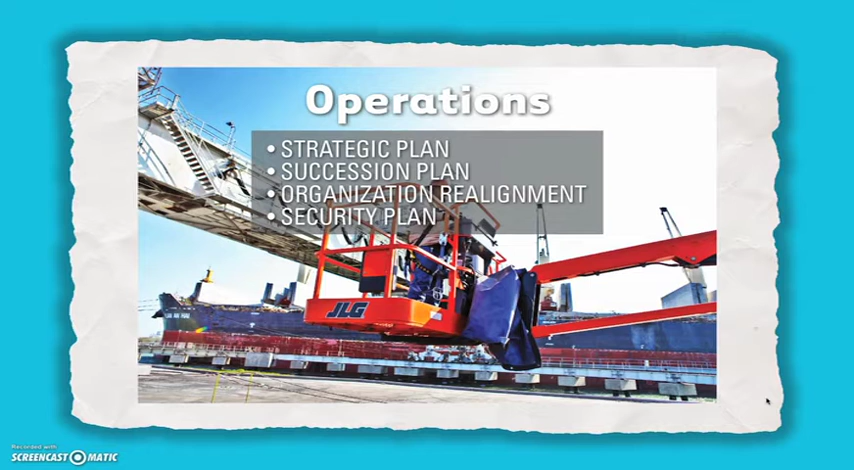 Operations
• STRATEGIC PLAN
• SUCCESSION PLAN
• ORGANIZATION REALIGNMENT
• SECURITY PLAN
JLG
Recorded with
SCREENCAST-O-MATIC